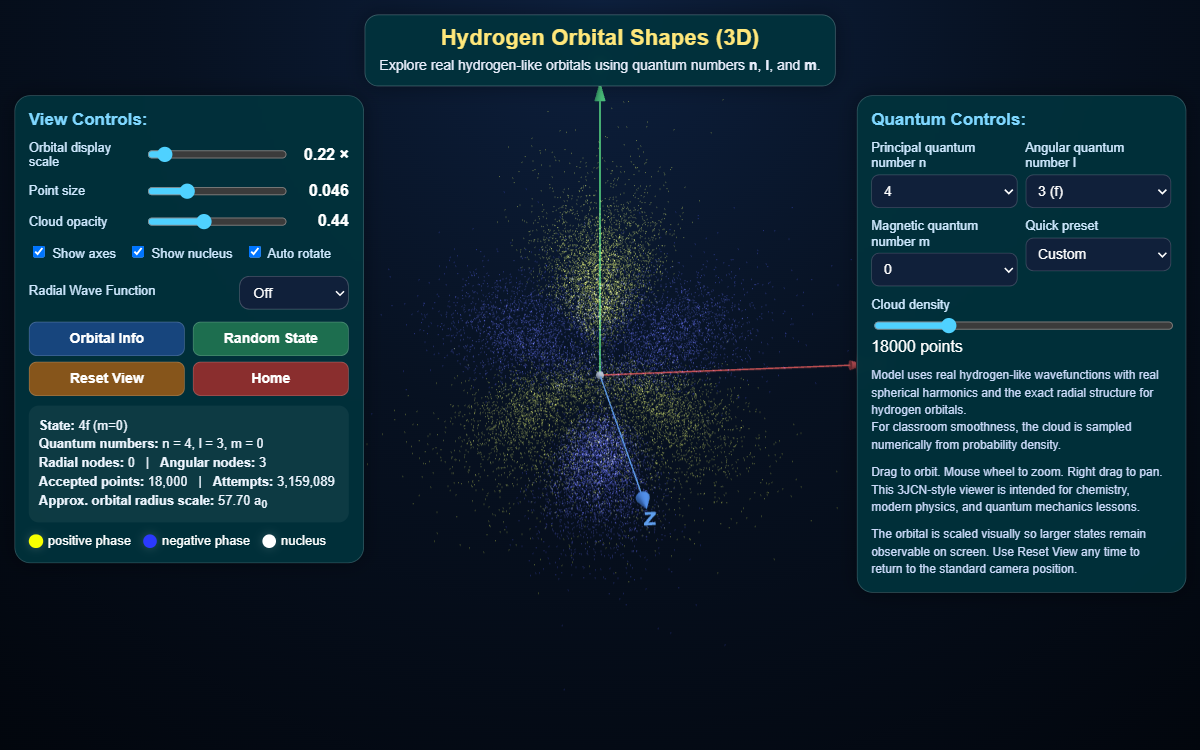 Hydrogen Orbital Shapes (3D)
Explore real hydrogen-like orbitals using quantum numbers n, l, and m.
View Controls:
Orbital display
scale
0.22 ×
Point size
0.046
Cloud opacity
0.44
Show axes
Show nucleus
Auto rotate
Radial Wave Function
Off
Orbital Info
Random State
Reset View
Home
State: 4f (m=0)
Quantum numbers: n = 4, l = 3, m = 0
Radial nodes: 0 | Angular nodes: 3
Accepted points: 18,000 | Attempts: 3,159,089
Approx. orbital radius scale: 57.70 a0
positive phase
negative phase
nucleus
Z
Quantum Controls:
Principal quantum
number n
4
Angular quantum
number l
3 (f)
Magnetic quantum
number m
0
Quick preset
Custom
Cloud density
18000 points
Model uses real hydrogen-like wavefunctions with real
spherical harmonics and the exact radial structure for
hydrogen orbitals.
For classroom smoothness, the cloud is sampled
numerically from probability density.
Drag to orbit. Mouse wheel to zoom. Right drag to pan.
This 3JCN-style viewer is intended for chemistry,
modern physics, and quantum mechanics lessons.
The orbital is scaled visually so larger states remain
observable on screen. Use Reset View any time to
return to the standard camera position.